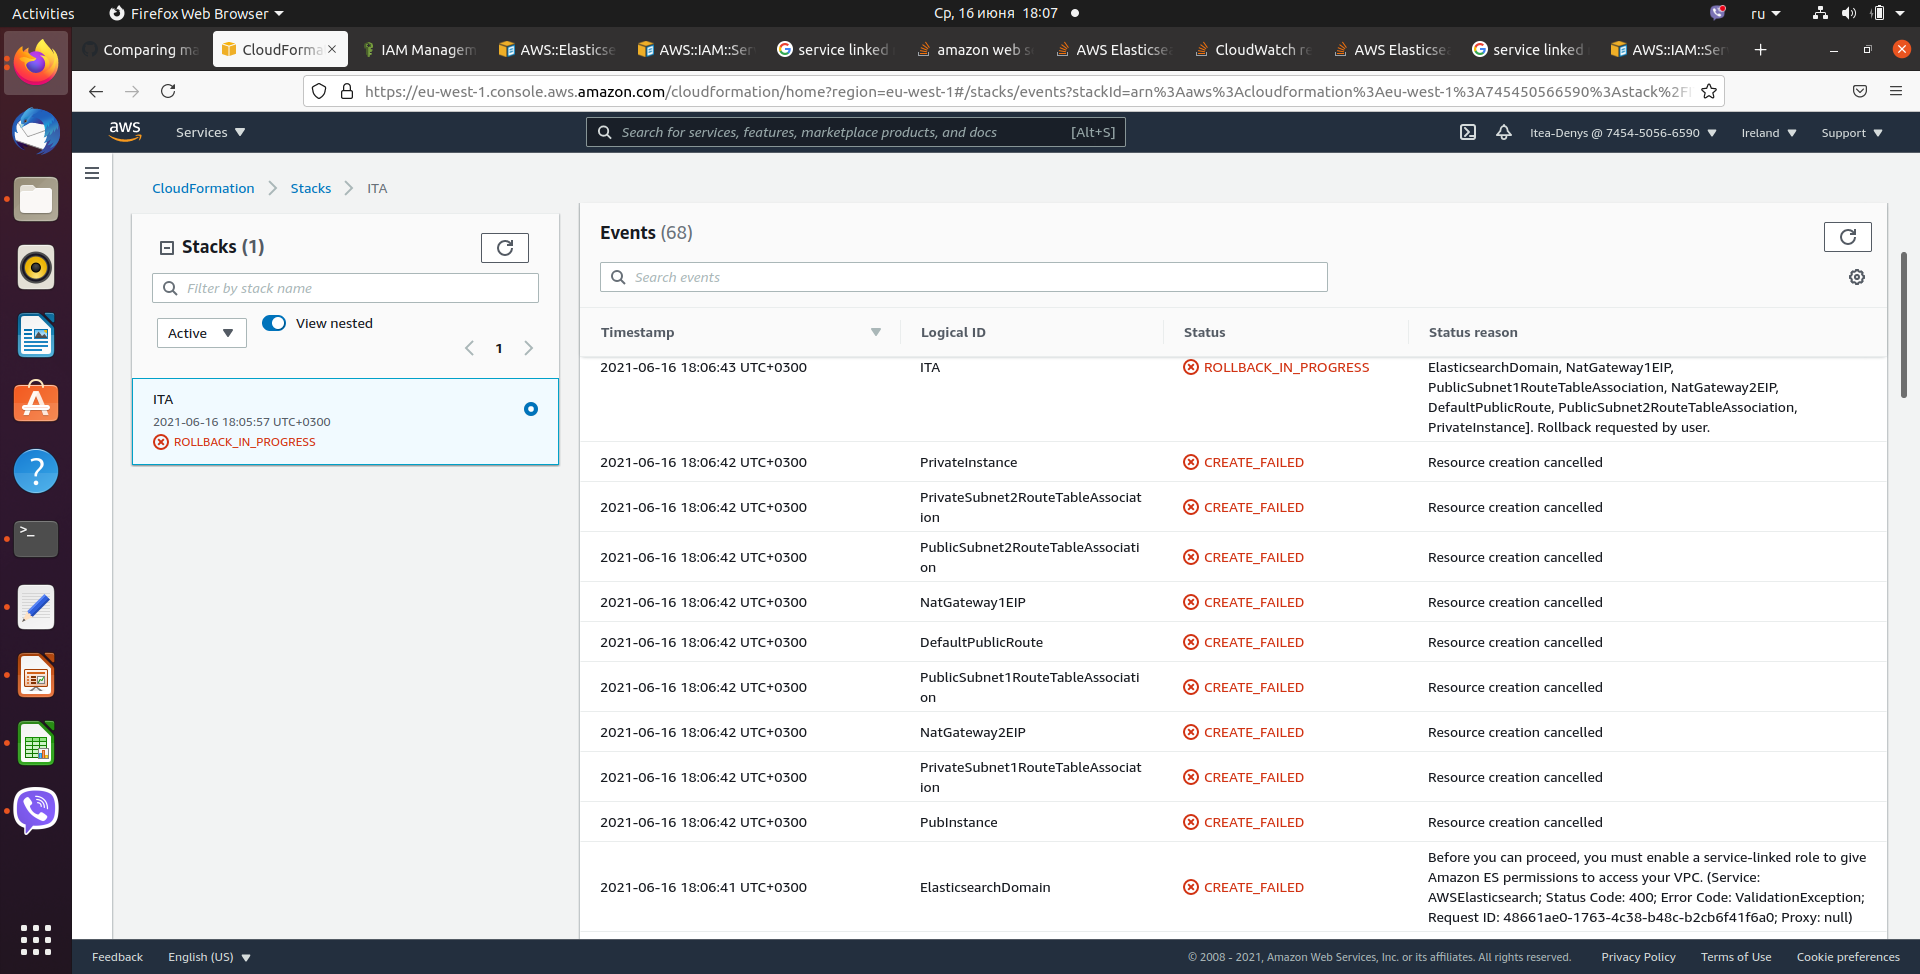 Activities
Firefox Web Browser
Ср, 16 июня 18:07
ru
Comparing ma
CloudForma
IAM Managem
AWS::Elasticse
AWS::IAM::Ser
service linked
amazon web s
AWS Elasticsea
CloudWatch re
AWS Elasticsea
service linked
AWS::IAM::Ser
https://eu-west-1.console.aws.amazon.com/cloudformation/home?region=eu-west-1#/stacks/events?stackId=arn%3Aaws%3Acloudformation%3Aeu-west-1%3A745450566590%3Astack%2F
aws
Services
Search for services, features, marketplace products, and docs
[Alt+S]
Itea-Denys @ 7454-5056-6590
Ireland
Support
CloudFormation
Stacks
ITA
Stacks (1)
Filter by stack name
Active
View nested
1
ITA
2021-06-16 18:05:57 UTC+0300
ROLLBACK_IN_PROGRESS
Events (68)
Search events
Timestamp
Logical ID
Status
Status reason
2021-06-16 18:06:43 UTC+0300
ITA
ROLLBACK_IN_PROGRESS
ElasticsearchDomain, NatGateway1EIP,
PublicSubnet1RouteTableAssociation, NatGateway2EIP,
DefaultPublicRoute, PublicSubnet2RouteTableAssociation,
PrivateInstance]. Rollback requested by user.
2021-06-16 18:06:42 UTC+0300
PrivateInstance
CREATE_FAILED
Resource creation cancelled
2021-06-16 18:06:42 UTC+0300
PrivateSubnet2RouteTableAssociat
ion
CREATE_FAILED
Resource creation cancelled
2021-06-16 18:06:42 UTC+0300
PublicSubnet2RouteTableAssociati
on
CREATE_FAILED
Resource creation cancelled
2021-06-16 18:06:42 UTC+0300
NatGateway1EIP
CREATE_FAILED
Resource creation cancelled
2021-06-16 18:06:42 UTC+0300
DefaultPublicRoute
CREATE_FAILED
Resource creation cancelled
2021-06-16 18:06:42 UTC+0300
PublicSubnet1RouteTableAssociati
on
CREATE_FAILED
Resource creation cancelled
2021-06-16 18:06:42 UTC+0300
NatGateway2EIP
CREATE_FAILED
Resource creation cancelled
2021-06-16 18:06:42 UTC+0300
PrivateSubnet1RouteTableAssociat
ion
CREATE_FAILED
Resource creation cancelled
2021-06-16 18:06:42 UTC+0300
PubInstance
CREATE_FAILED
Resource creation cancelled
2021-06-16 18:06:41 UTC+0300
ElasticsearchDomain
CREATE_FAILED
Before you can proceed, you must enable a service-linked role to give
Amazon ES permissions to access your VPC. (Service:
AWSElasticsearch; Status Code: 400; Error Code: ValidationException;
Request ID: 48661ae0-1763-4c38-b48c-b2cb6f41f6a0; Proxy: null)
Feedback
English (US)
© 2008 - 2021, Amazon Web Services, Inc. or its affiliates. All rights reserved.
Privacy Policy
Terms of Use
Cookie preferences